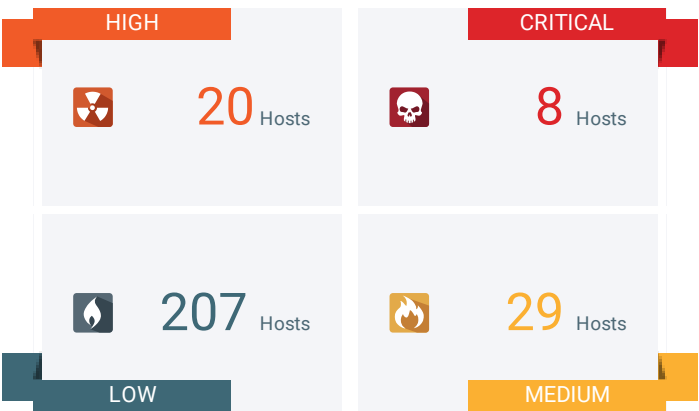 HIGH
20 Hosts
CRITICAL
8 Hosts
207 Hosts
LOW
29 Hosts
MEDIUM